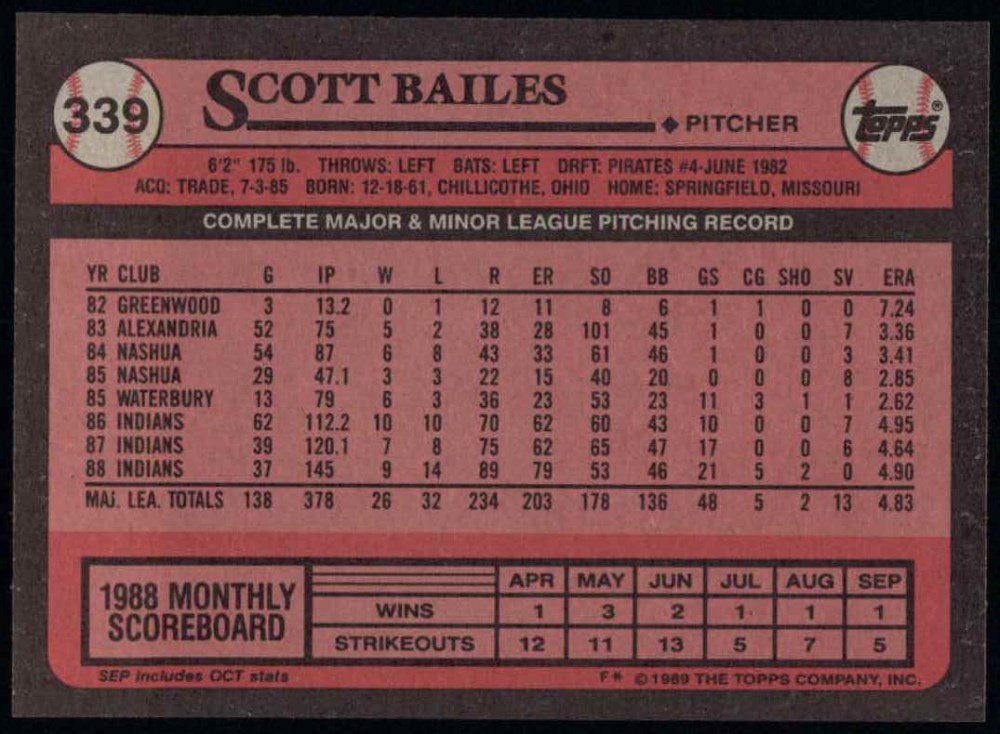 339
SCOTT BAILES
◆ PITCHER
topps®
6'2" 175 lb. THROWS: LEFT BATS: LEFT DRFT: PIRATES #4-JUNE 1982
ACQ: TRADE, 7-3-85 BORN: 12-18-61, CHILLICOTHE, OHIO HOME: SPRINGFIELD, MISSOURI
COMPLETE MAJOR & MINOR LEAGUE PITCHING RECORD
YR CLUB G IP W L R ER SO BB GS CG SHO SV ERA
82 GREENWOOD 3 13.2 0 1 12 11 8 6 1 1 0 0 7.24
83 ALEXANDRIA 52 75 5 2 38 28 101 45 1 0 0 7 3.36
84 NASHUA 54 87 6 8 43 33 61 46 1 0 0 3 3.41
85 NASHUA 29 47.1 3 3 22 15 40 20 0 0 0 8 2.85
85 WATERBURY 13 79 6 3 36 23 53 23 11 3 1 1 2.62
86 INDIANS 62 112.2 10 10 70 62 60 43 10 0 0 7 4.95
87 INDIANS 39 120.1 7 8 75 62 65 47 17 0 0 6 4.64
88 INDIANS 37 145 9 14 89 79 53 46 21 5 2 0 4.90
MAJ. LEA. TOTALS 138 378 26 32 234 203 178 136 48 5 2 13 4.83
1988 MONTHLY SCOREBOARD
APR MAY JUN JUL AUG SEP
WINS 1 3 2 1 1 1
STRIKEOUTS 12 11 13 5 7 5
SEP includes OCT stats
F* ©1989 THE TOPPS COMPANY, INC.